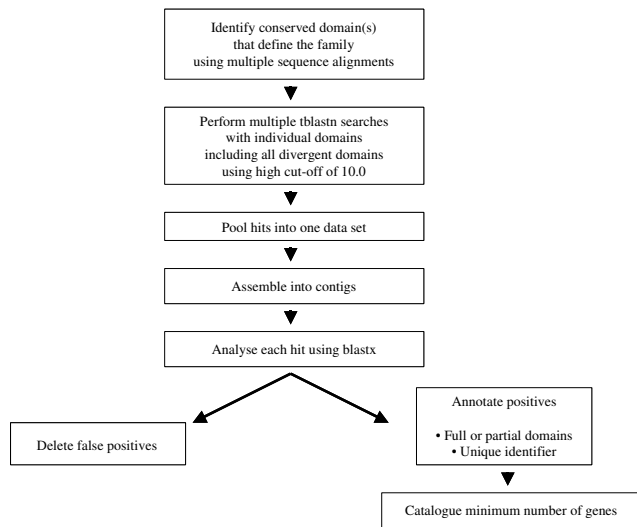 Identify conserved domain(s)
that define the family
using multiple sequence alignments
Perform multiple tblastn searches
with individual domains
including all divergent domains
using high cut-off of 10.0
Pool hits into one data set
Assemble into contigs
Analyse each hit using blastx
Delete false positives
Annotate positives
• Full or partial domains
• Unique identifier
Catalogue minimum number of genes